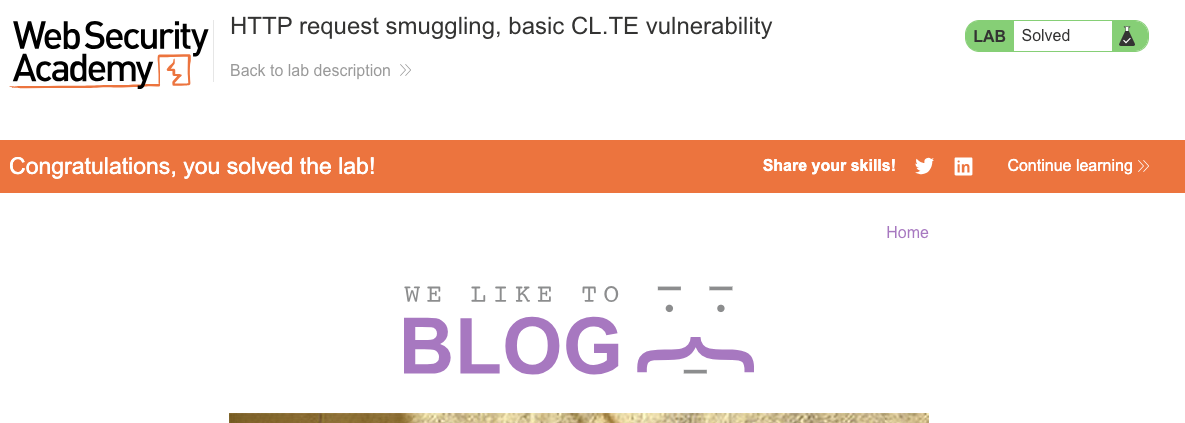 Web Security
Academy
HTTP request smuggling, basic CL.TE vulnerability
Back to lab description
LAB Solved
Congratulations, you solved the lab!
Share your skills!
Continue learning
Home
WE LIKE TO
BLOG